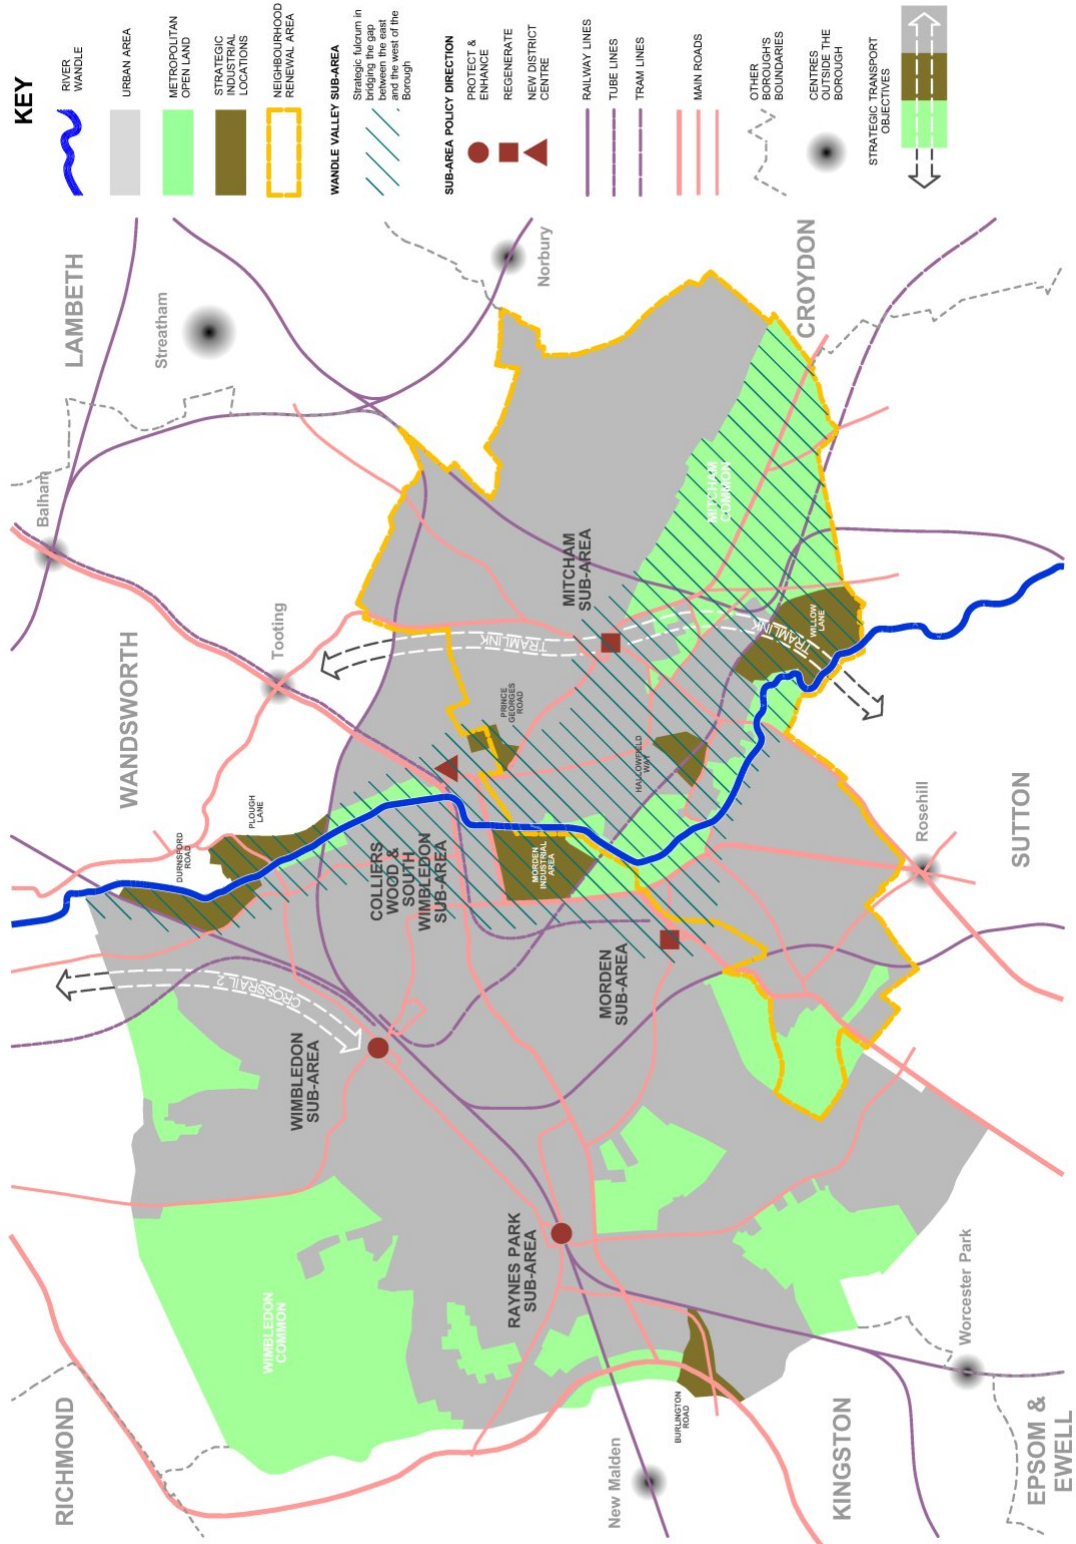 KEY
RIVER
WANDLE
URBAN AREA
METROPOLITAN
OPEN LAND
STRATEGIC
INDUSTRIAL
LOCATIONS
NEIGHBOURHOOD
RENEWAL AREA
WANDLE VALLEY SUB-AREA
Strategic fulcrum in
bridging the gap
between the east
and the west of the
Borough
SUB-AREA POLICY DIRECTION
PROTECT &
ENHANCE
REGENERATE
NEW DISTRICT
CENTRE
RAILWAY LINES
TUBE LINES
TRAM LINES
MAIN ROADS
OTHER
BOROUGH'S
BOUNDARIES
CENTRES
OUTSIDE THE
BOROUGH
STRATEGIC TRANSPORT
OBJECTIVES
RICHMOND
WANDSWORTH
LAMBETH
Balham
Streatham
Tooting
Norbury
DURNSFORD
ROAD
PLOUGH
LANE
CROSSRAIL 2
WIMBLEDON
COMMON
WIMBLEDON
SUB-AREA
COLLIERS
WOOD &
SOUTH
WIMBLEDON
SUB-AREA
PRINCE
GEORGES
ROAD
TRAMLINK
MITCHAM
SUB-AREA
RAYNES PARK
SUB-AREA
MORDEN
INDUSTRIAL
AREA
MORDEN
SUB-AREA
HALLOWFIELD
WAY
MITCHAM
COMMON
TRAMLINK
WILLOW
LANE
New Malden
BURLINGTON
ROAD
CROYDON
KINGSTON
Worcester Park
Rosehill
SUTTON
EPSOM &
EWELL